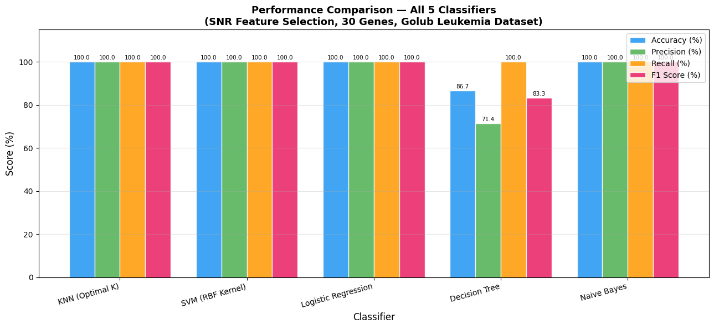 Performance Comparison — All 5 Classifiers
(SNR Feature Selection, 30 Genes, Golub Leukemia Dataset)
Accuracy (%)
Precision (%)
Recall (%)
F1 Score (%)
Score (%)
100
80
60
40
20
0
100.0 100.0 100.0 100.0
100.0 100.0 100.0 100.0
100.0 100.0 100.0 100.0
86.7 71.4 100.0 83.3
100.0 100.0
KNN (Optimal K)
SVM (RBF Kernel)
Logistic Regression
Decision Tree
Naive Bayes
Classifier